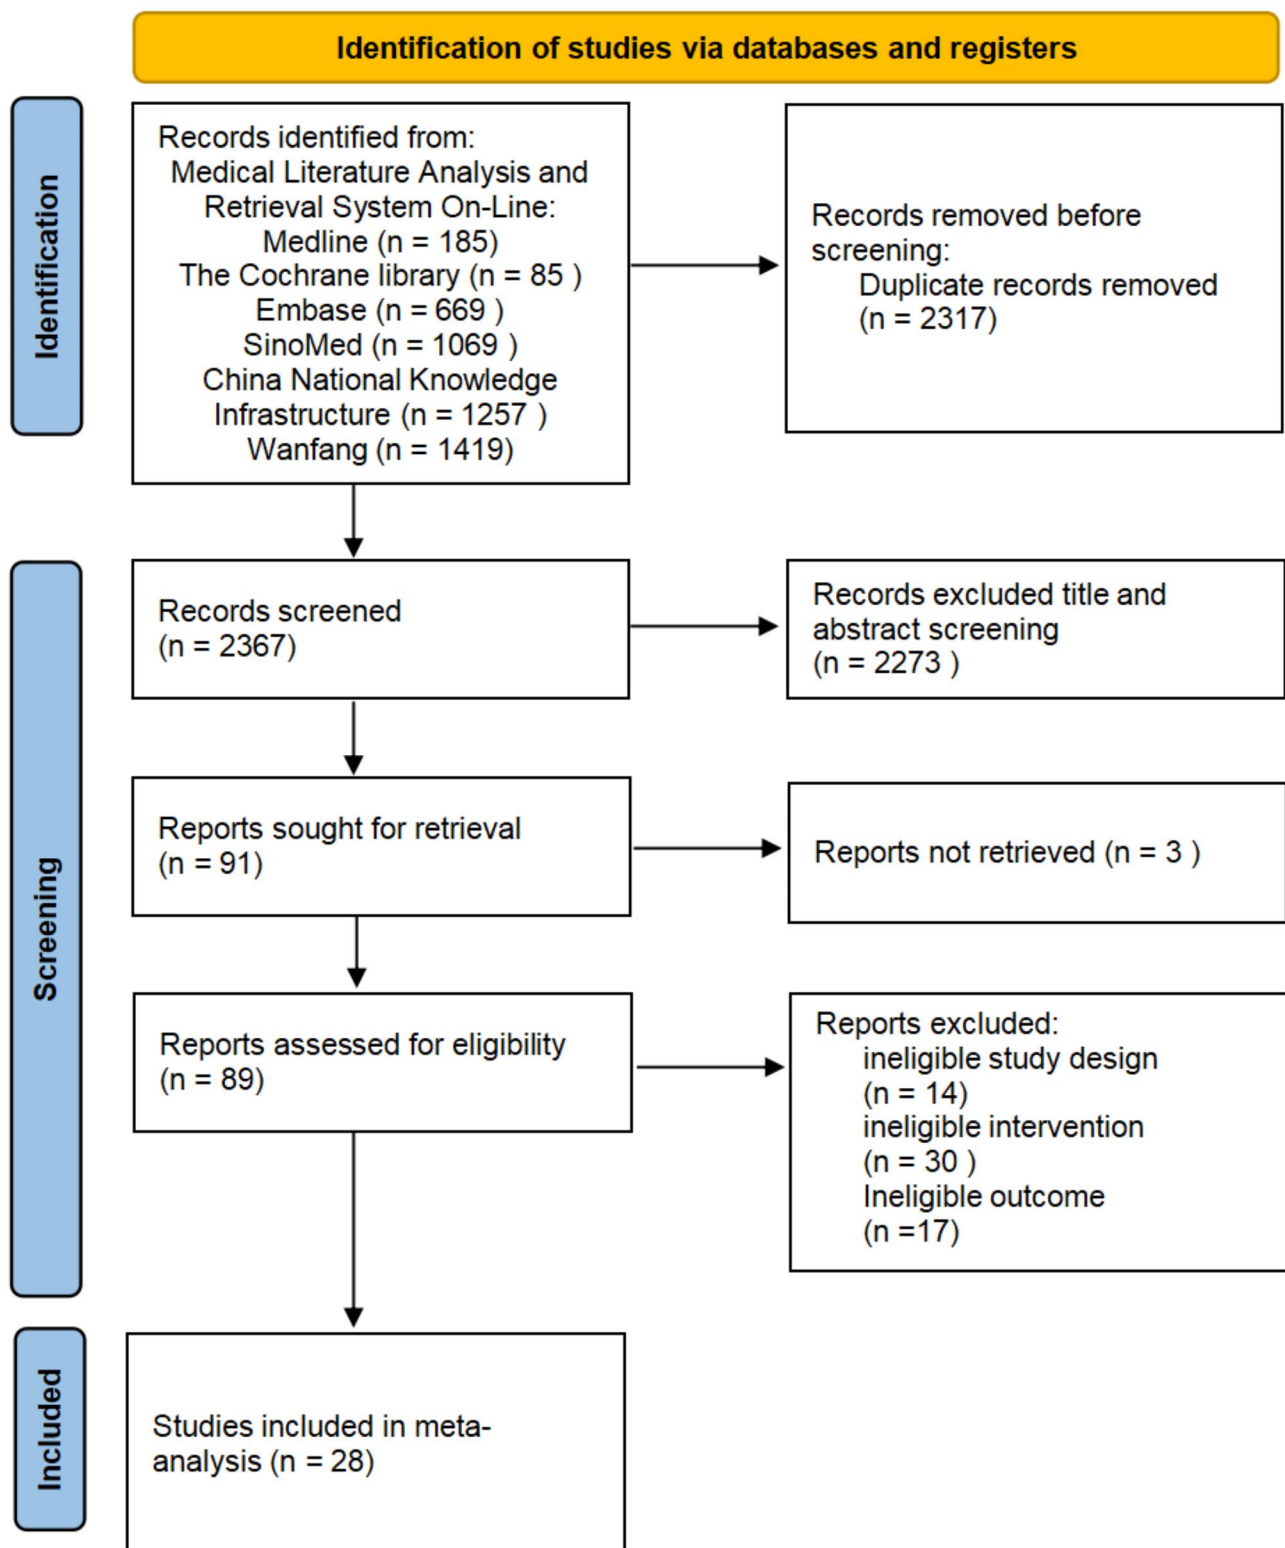 Identification of studies via databases and registers
Identification
Records identified from:
Medical Literature Analysis and
Retrieval System On-Line:
Medline (n = 185)
The Cochrane library (n = 85 )
Embase (n = 669 )
SinoMed (n = 1069 )
China National Knowledge
Infrastructure (n = 1257 )
Wanfang (n = 1419)
Records removed before
screening:
Duplicate records removed
(n = 2317)
Screening
Records screened
(n = 2367)
Records excluded title and
abstract screening
(n = 2273 )
Reports sought for retrieval
(n = 91)
Reports not retrieved (n = 3 )
Reports assessed for eligibility
(n = 89)
Reports excluded:
ineligible study design
(n = 14)
ineligible intervention
(n = 30 )
Ineligible outcome
(n =17)
Included
Studies included in meta-
analysis (n = 28)